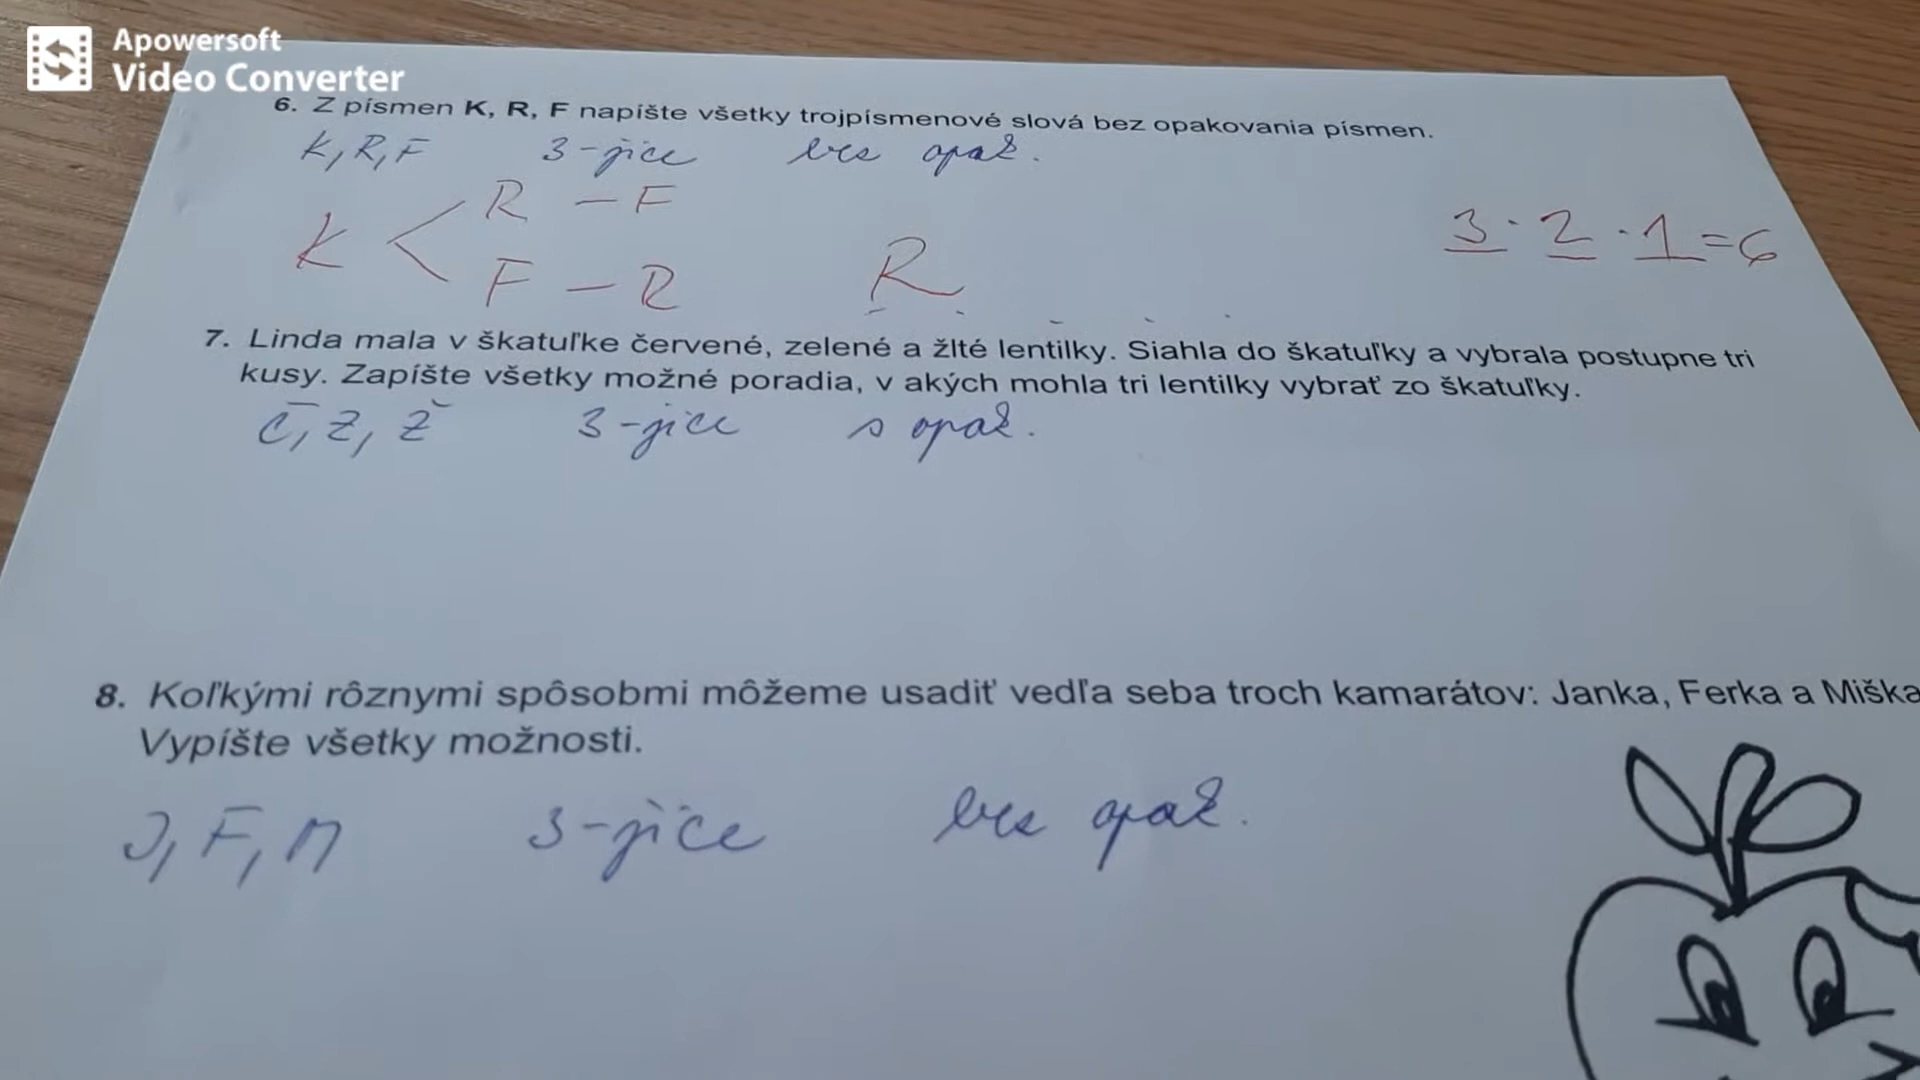 Apowersoft
Video Converter
6. Z písmen K, R, F napíšte všetky trojpísmenové slová bez opakovania písmen.
K, R, F 3-jice bez opak.
R - F
K
F - R
R
3 · 2 · 1 = 6
7. Linda mala v škatuľke červené, zelené a žlté lentilky. Siahla do škatuľky a vybrala postupne tri
kusy. Zapíšte všetky možné poradia, v akých mohla tri lentilky vybrať zo škatuľky.
Č, Z, Ž 3-jice s opak.
8. Koľkými rôznymi spôsobmi môžeme usadiť vedľa seba troch kamarátov: Janka, Ferka a Miška
Vypíšte všetky možnosti.
J, F, M 3-jice bez opak.